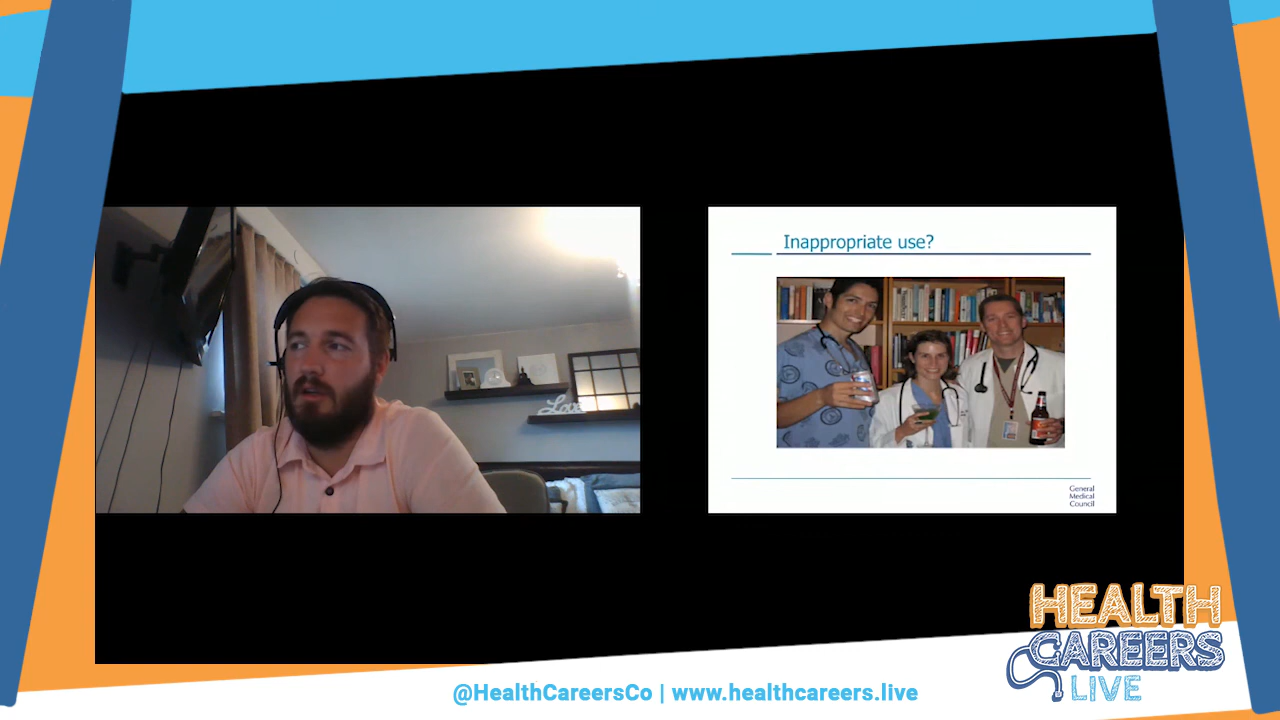 Inappropriate use?
Love
General
Medical
Council
HEALTH
CAREERS
LIVE
@HealthCareersCo | www.healthcareers.live